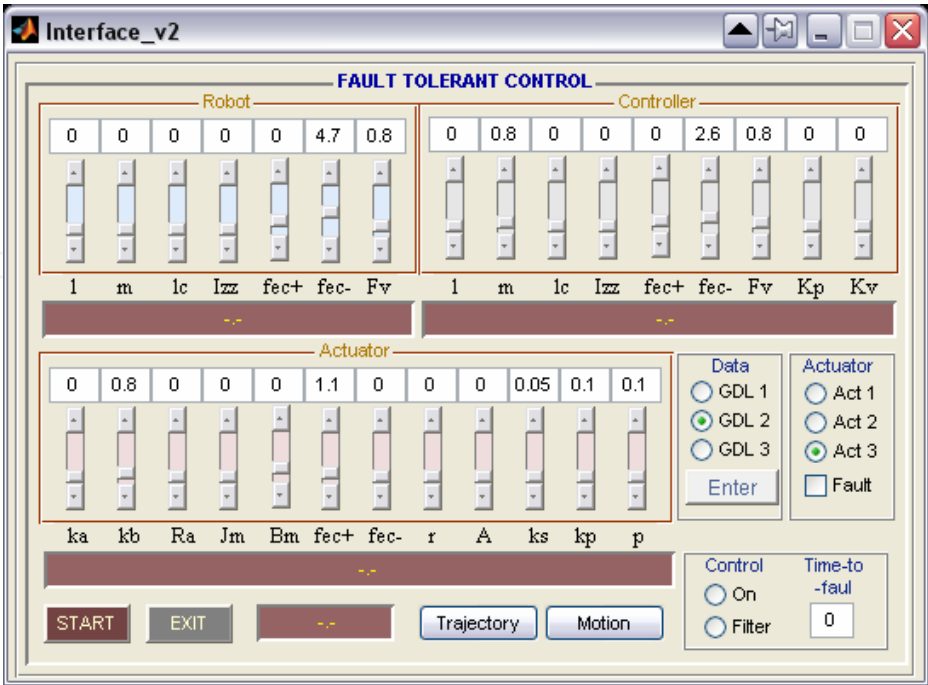 Interface_v2
FAULT TOLERANT CONTROL
Robot
0 0 0 0 0 4.7 0.8
l m lc Izz fec+ fec- Fv
-.-
Controller
0 0.8 0 0 0 2.6 0.8 0 0
l m lc Izz fec+ fec- Fv Kp Kv
-.-
Actuator
0 0.8 0 0 0 1.1 0 0 0 0.05 0.1 0.1
ka kb Ra Jm Bm fec+ fec- r A ks kp p
-.-
Data
GDL 1
GDL 2
GDL 3
Enter
Actuator
Act 1
Act 2
Act 3
Fault
Control
On
Filter
Time-to
-faul
0
START EXIT -.- Trajectory Motion